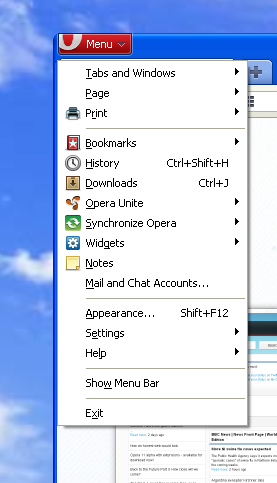 Menu
Tabs and Windows
Page
Print
Bookmarks
History Ctrl+Shift+H
Downloads Ctrl+J
Opera Unite
Synchronize Opera
Widgets
Notes
Mail and Chat Accounts...
Appearance... Shift+F12
Settings
Help
Show Menu Bar
Exit
BBC News | News Front Page | World
Edition